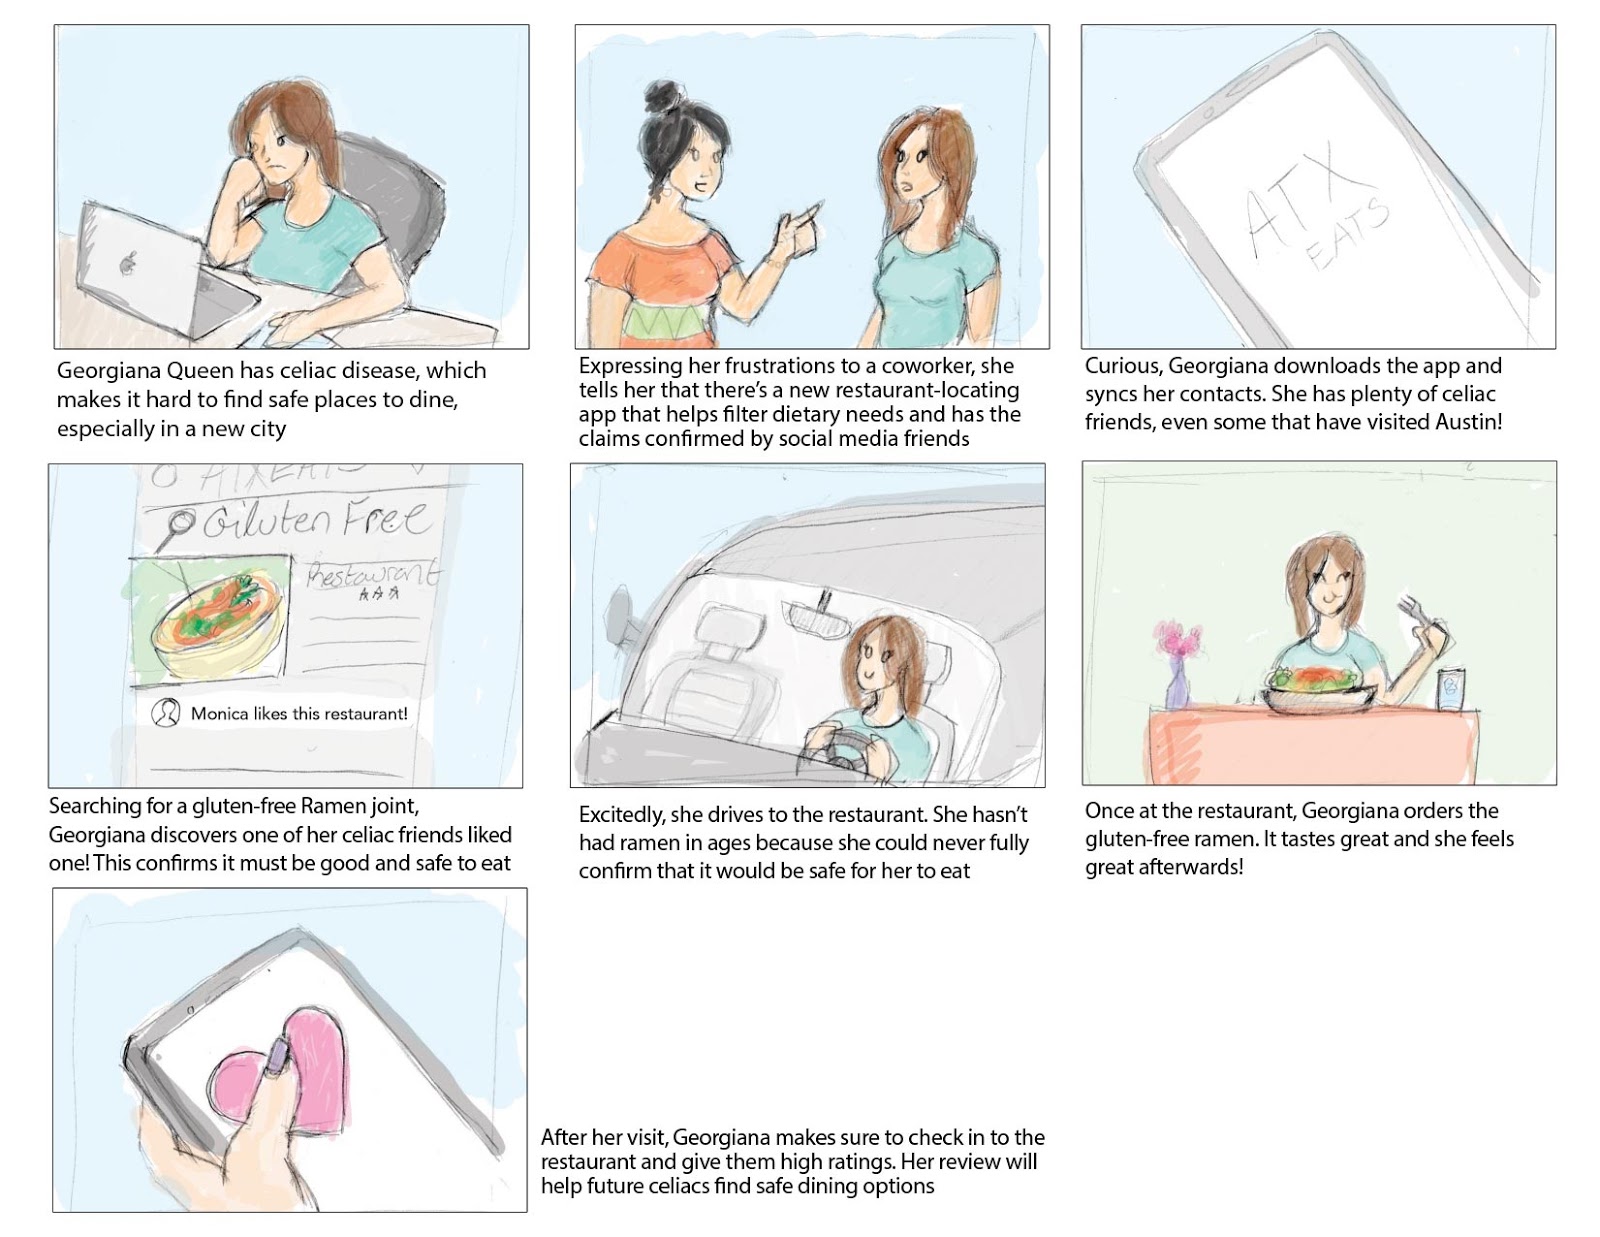 Georgiana Queen has celiac disease, which
makes it hard to find safe places to dine,
especially in a new city
Expressing her frustrations to a coworker, she
tells her that there's a new restaurant-locating
app that helps filter dietary needs and has the
claims confirmed by social media friends
ATX
EATS
Curious, Georgiana downloads the app and
syncs her contacts. She has plenty of celiac
friends, even some that have visited Austin!
ATXEATS
Gluten Free
Restaurant
Monica likes this restaurant!
Searching for a gluten-free Ramen joint,
Georgiana discovers one of her celiac friends liked
one! This confirms it must be good and safe to eat
Excitedly, she drives to the restaurant. She hasn't
had ramen in ages because she could never fully
confirm that it would be safe for her to eat
Once at the restaurant, Georgiana orders the
gluten-free ramen. It tastes great and she feels
great afterwards!
After her visit, Georgiana makes sure to check in to the
restaurant and give them high ratings. Her review will
help future celiacs find safe dining options